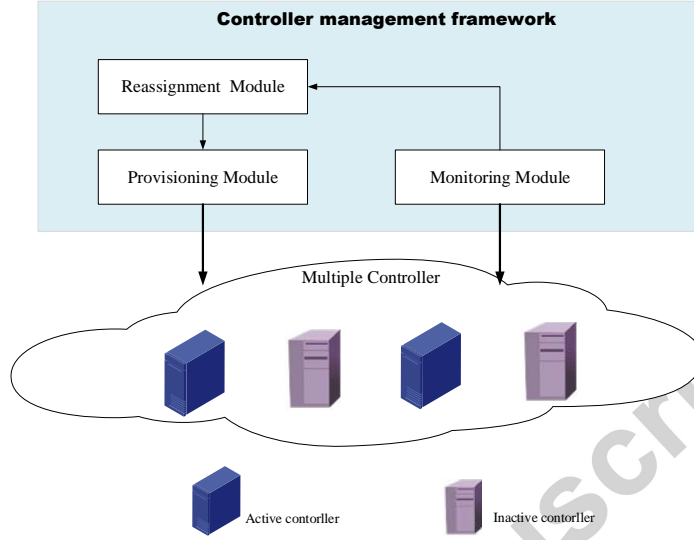 Controller management framework
Reassignment Module
Provisioning Module
Monitoring Module
Multiple Controller
Active contorller
Inactive contorller